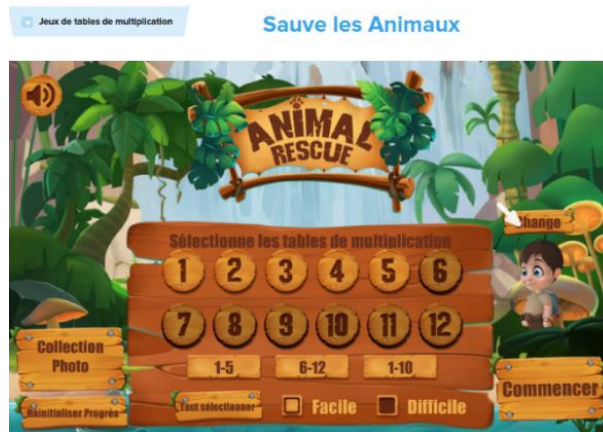 Jeux de tables de multiplication
Sauve les Animaux
ANIMAL
RESCUE
Change
Sélectionne les tables de multiplication
1 2 3 4 5 6
7 8 9 10 11 12
1-5 6-12 1-10
Collection
Photo
Réinitialiser Progrès
Tout sélectionner
Facile
Difficile
Commencer